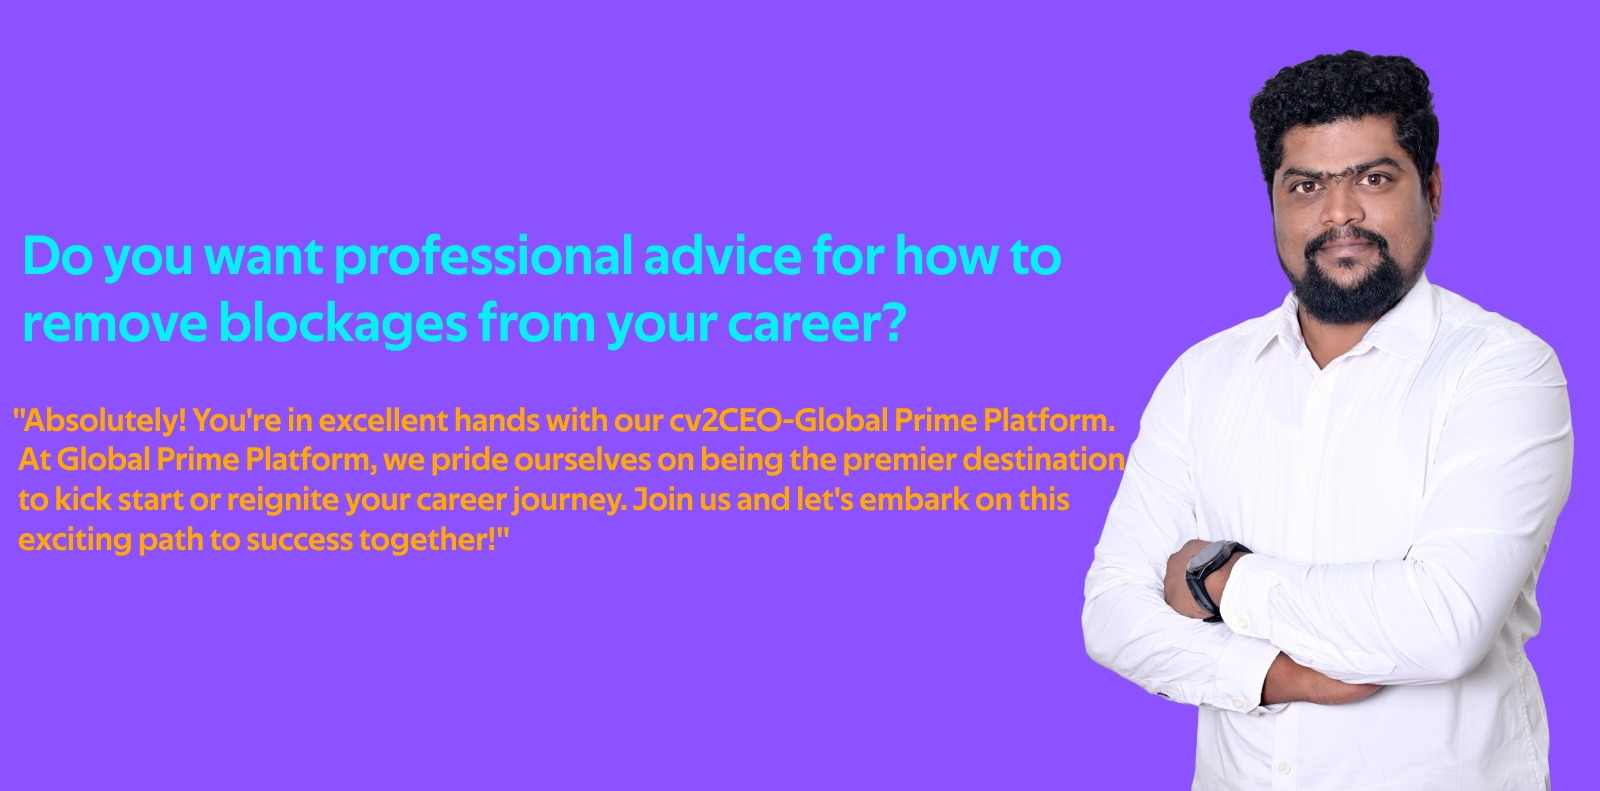 Do you want professional advice for how to
remove blockages from your career?
"Absolutely! You're in excellent hands with our cv2CEO-Global Prime Platform.
At Global Prime Platform, we pride ourselves on being the premier destination
to kick start or reignite your career journey. Join us and let's embark on this
exciting path to success together!"